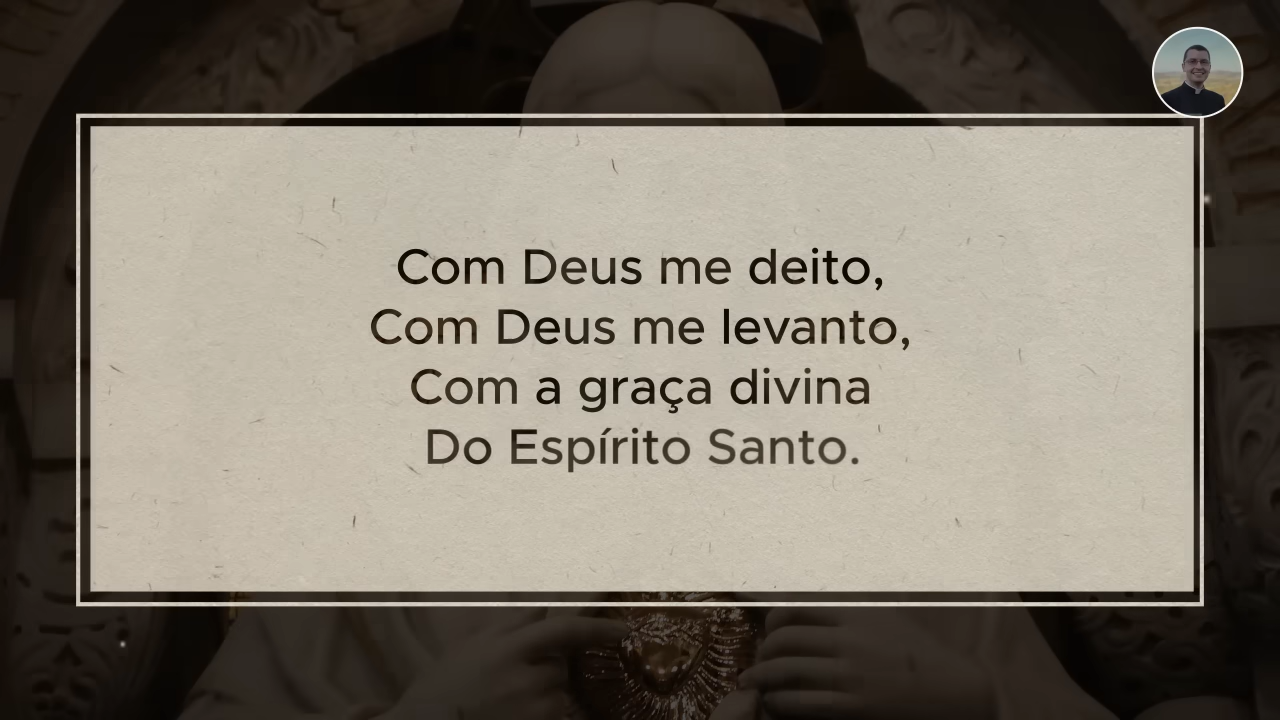 Com Deus me deito,
Com Deus me levanto,
Com a graça divina
Do Espírito Santo.